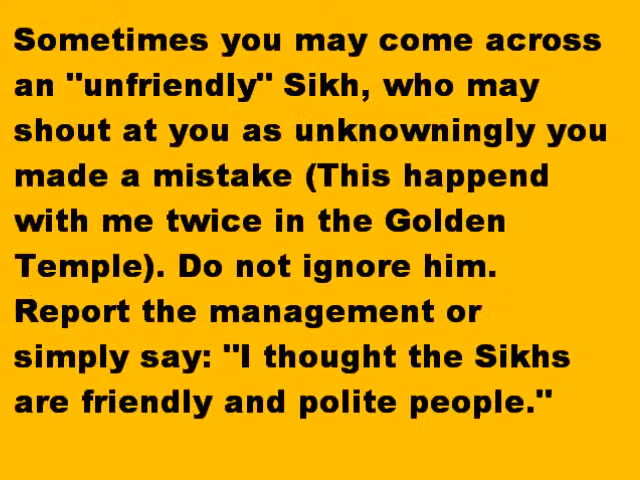 Sometimes you may come across
an "unfriendly" Sikh, who may
shout at you as unknowningly you
made a mistake (This happend
with me twice in the Golden
Temple). Do not ignore him.
Report the management or
simply say: "I thought the Sikhs
are friendly and polite people."